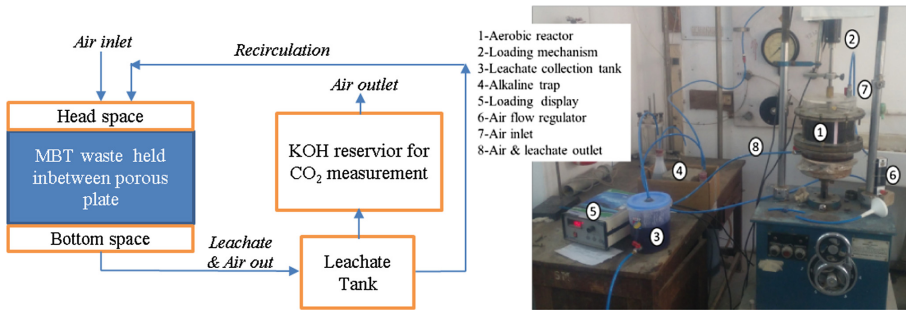 Air inlet
Recirculation
Air outlet
Head space
MBT waste held
inbetween porous
plate
Bottom space
KOH reservior for
CO₂ measurement
Leachate
& Air out
Leachate
Tank
1-Aerobic reactor
2-Loading mechanism
3-Leachate collection tank
4-Alkaline trap
5-Loading display
6-Air flow regulator
7-Air inlet
8-Air & leachate outlet
2
7
1
8
4
6
5
3